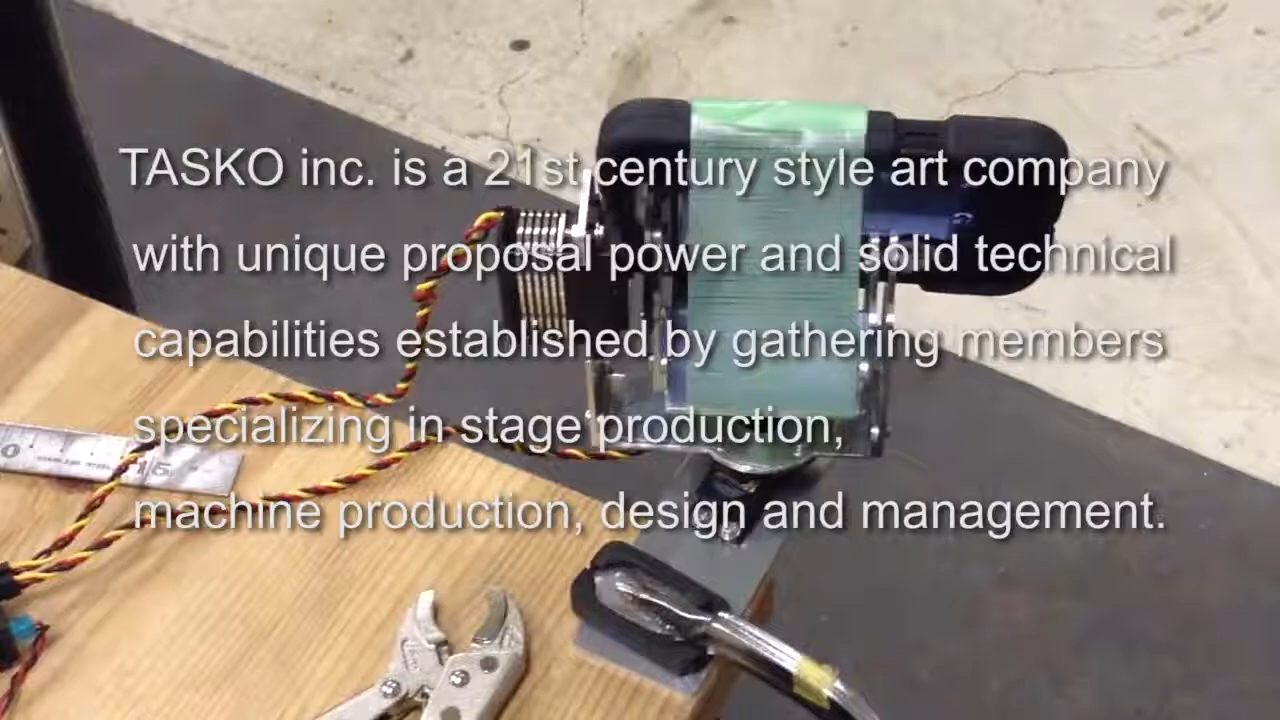 TASKO inc. is a 21st century style art company
with unique proposal power and solid technical
capabilities established by gathering members
specializing in stage production,
machine production, design and management.
15